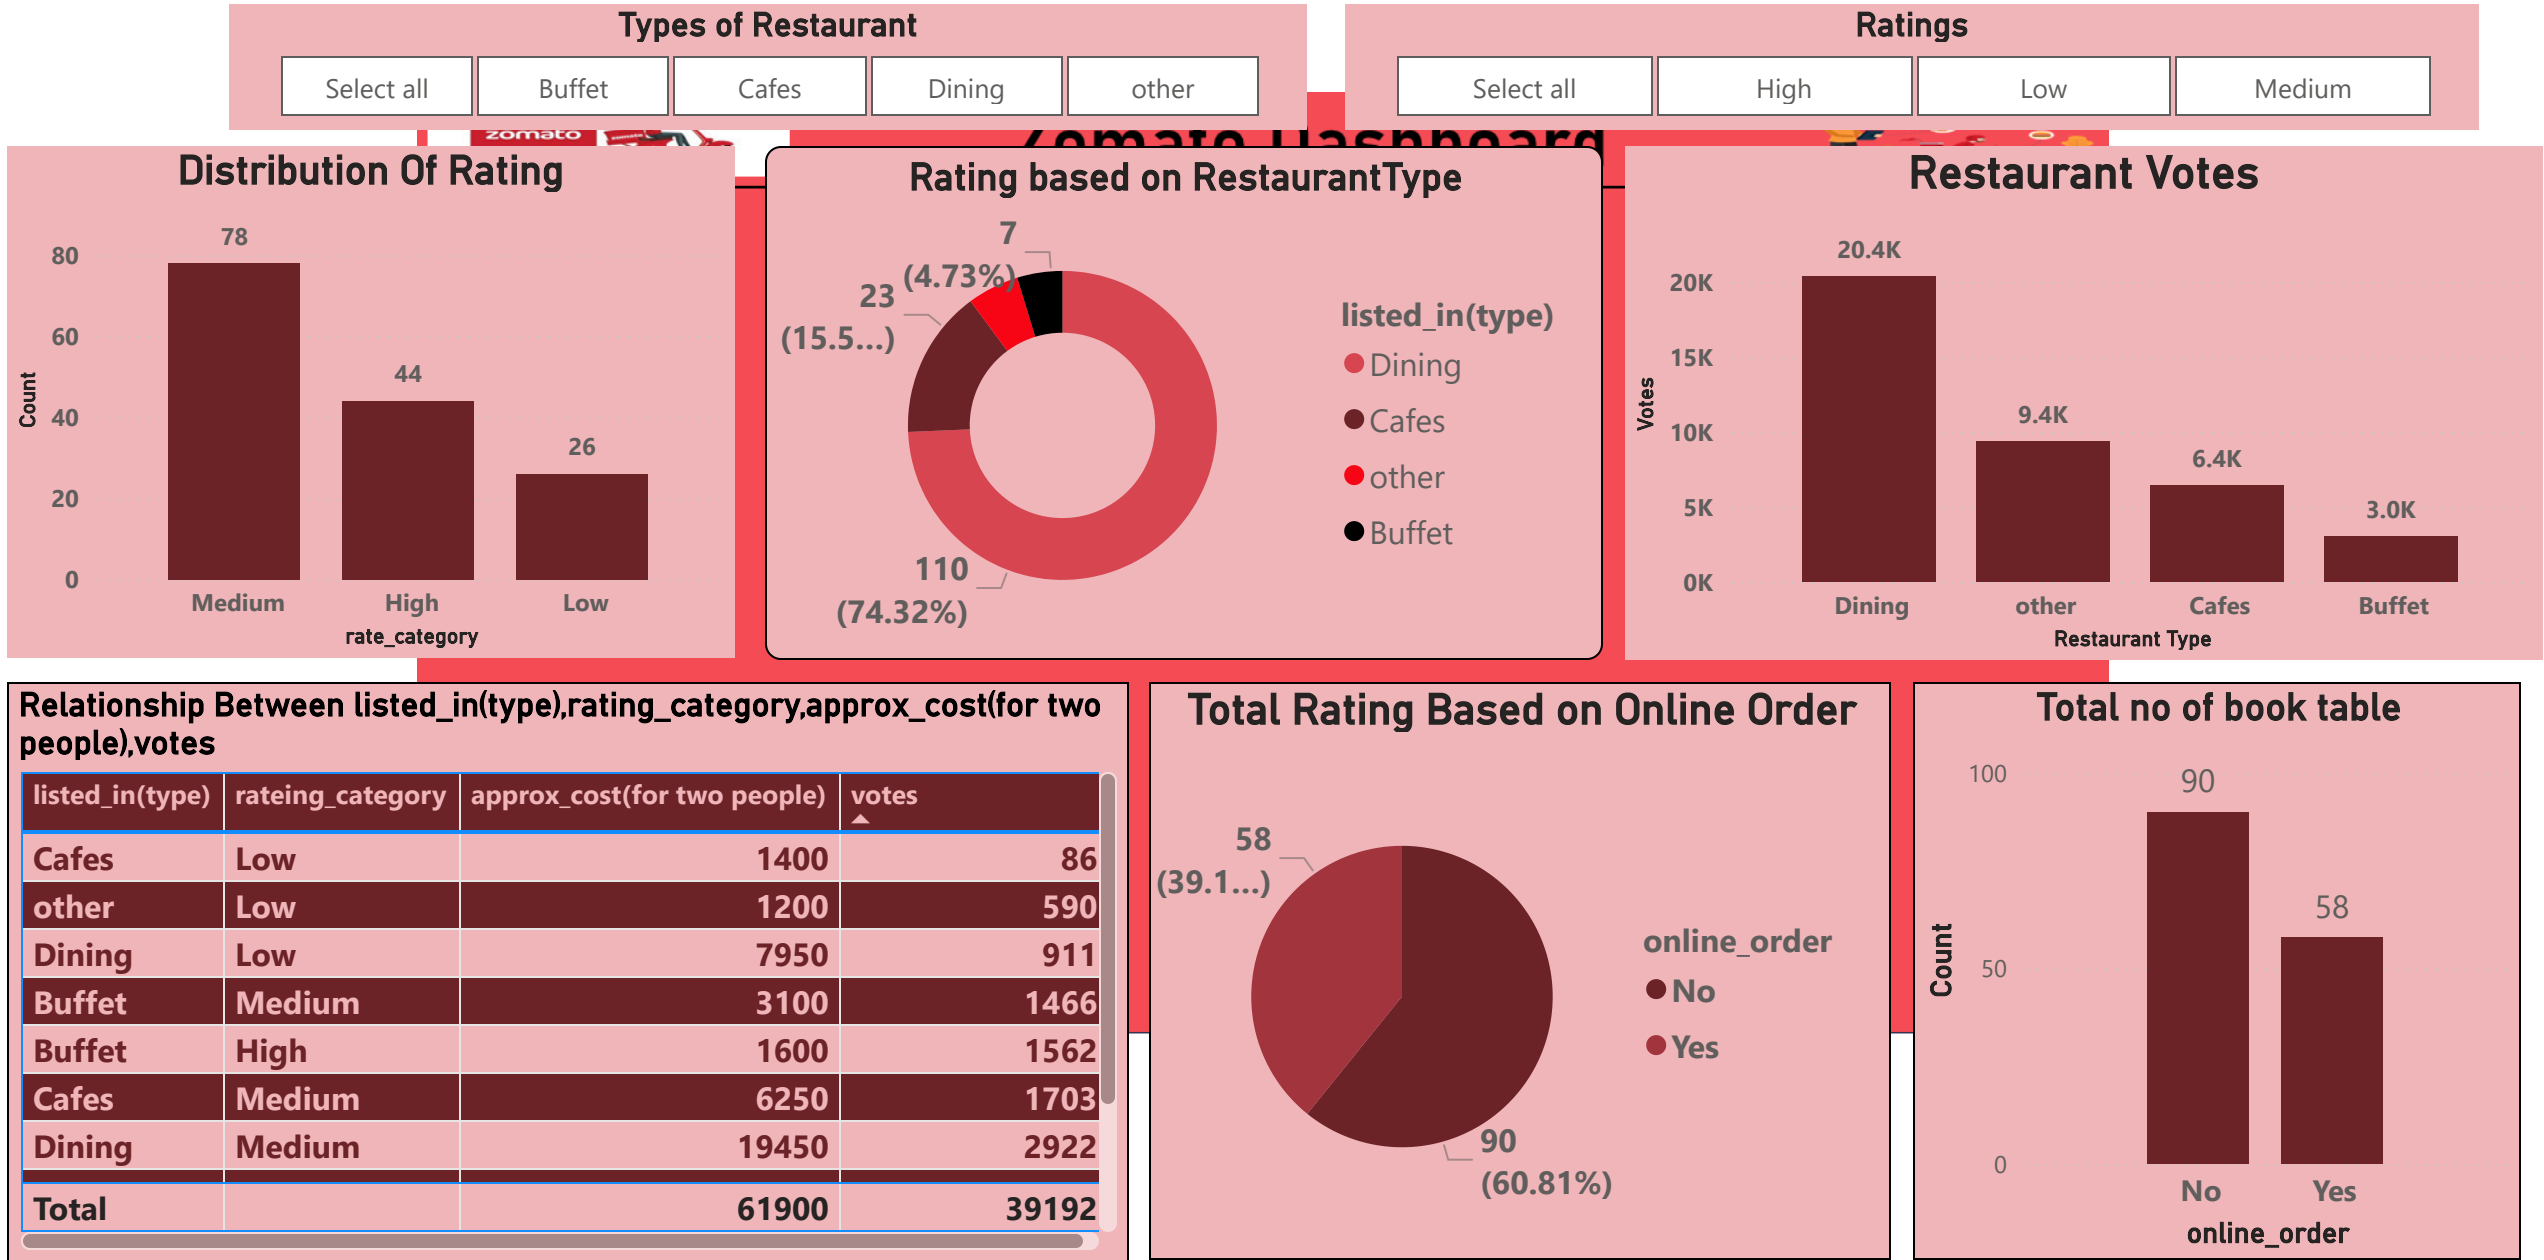 Types of Restaurant
Select all
Buffet
Cafes
Dining
other
Ratings
Select all
High
Low
Medium
zomato
Zomato Dashboard
Distribution Of Rating
78
44
26
80
60
40
20
0
Count
Medium
High
Low
rate_category
Rating based on RestaurantType
7
(4.73%)
23
(15.5...)
110
(74.32%)
listed_in(type)
Dining
Cafes
other
Buffet
Restaurant Votes
20.4K
9.4K
6.4K
3.0K
20K
15K
10K
5K
0K
Votes
Dining
other
Cafes
Buffet
Restaurant Type
Relationship Between listed_in(type),rating_category,approx_cost(for two
people),votes
listed_in(type) rateing_category approx_cost(for two people) votes
Cafes Low 1400 86
other Low 1200 590
Dining Low 7950 911
Buffet Medium 3100 1466
Buffet High 1600 1562
Cafes Medium 6250 1703
Dining Medium 19450 2922
Total 61900 39192
Total Rating Based on Online Order
58
(39.1...)
90
(60.81%)
online_order
No
Yes
Total no of book table
100
50
0
Count
90
58
No
Yes
online_order